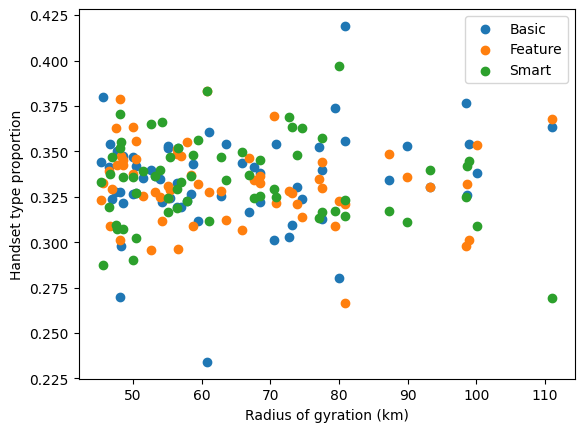 Basic
Feature
Smart
0.425
0.400
0.375
0.350
0.325
0.300
0.275
0.250
0.225
Handset type proportion
50 60 70 80 90 100 110
Radius of gyration (km)